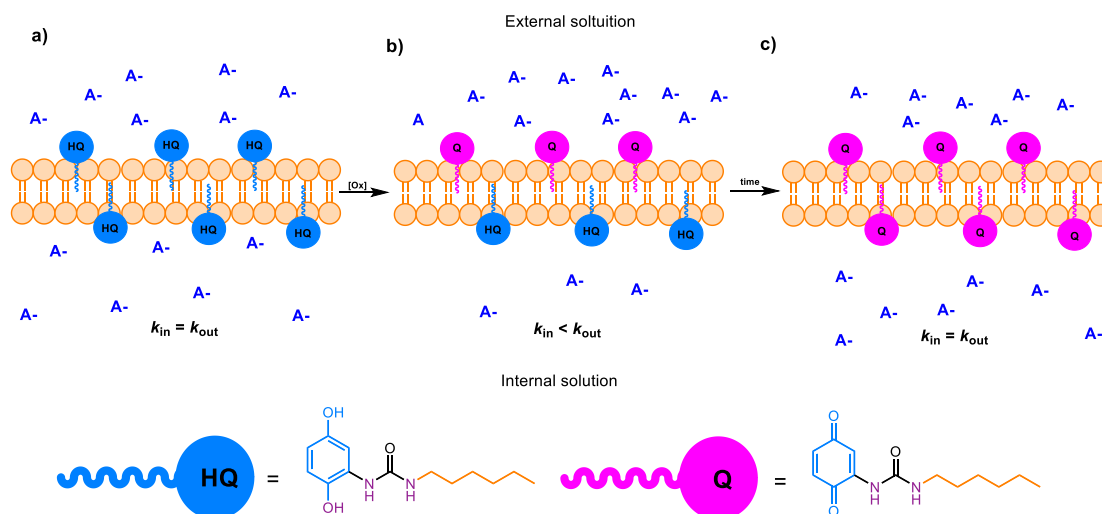 External soltuition
a)
b)
c)
A-
A-
A-
A-
A-
A-
A-
HQ
HQ
HQ
HQ
HQ
HQ
A-
A-
A-
A-
A-
A-
A-
kin = kout
[Ox]
A-
A-
A-
A-
A-
A-
A-
A
A-
A-
A-
Q
Q
Q
HQ
HQ
HQ
A-
A-
A-
kin < kout
time
A-
A-
A-
A-
A-
A-
A-
Q
Q
Q
Q
Q
Q
A-
A-
A-
A-
A-
A-
A-
kin = kout
Internal solution
HQ
=
OH
O
N
H
N
H
OH
Q
=
O
O
N
H
N
H
O